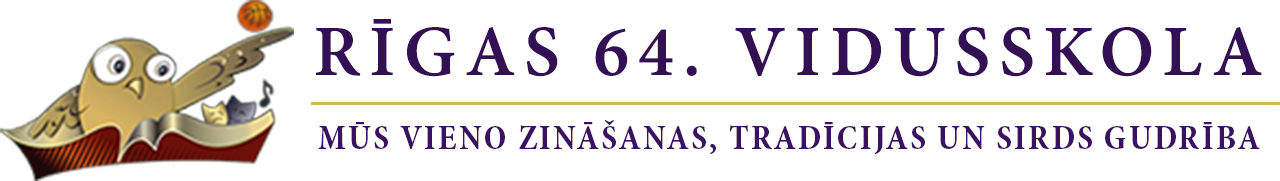 RĪGAS 64. VIDUSSKOLA
MŪS VIENO ZINĀŠANAS, TRADĪCIJAS UN SIRDS GUDRĪBA